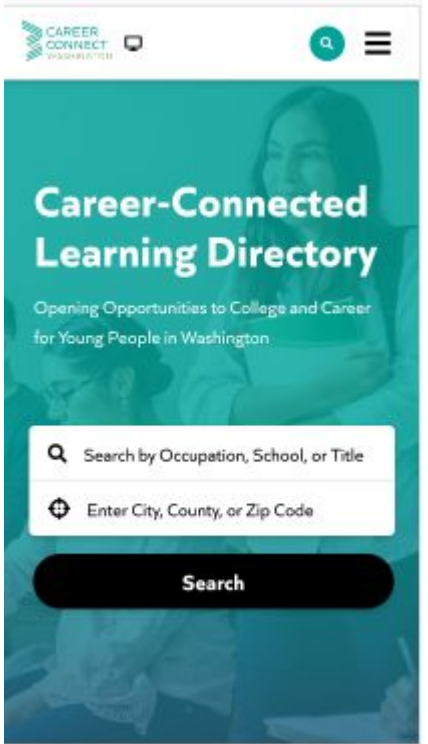 CAREER
CONNECT
WASHINGTON
Career-Connected
Learning Directory
Opening Opportunities to College and Career
for Young People in Washington
Search by Occupation, School, or Title
Enter City, County, or Zip Code
Search